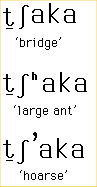 t̠ʃaka
‘bridge’
t̠ʃʰaka
‘large ant’
t̠ʃʼaka
‘hoarse’